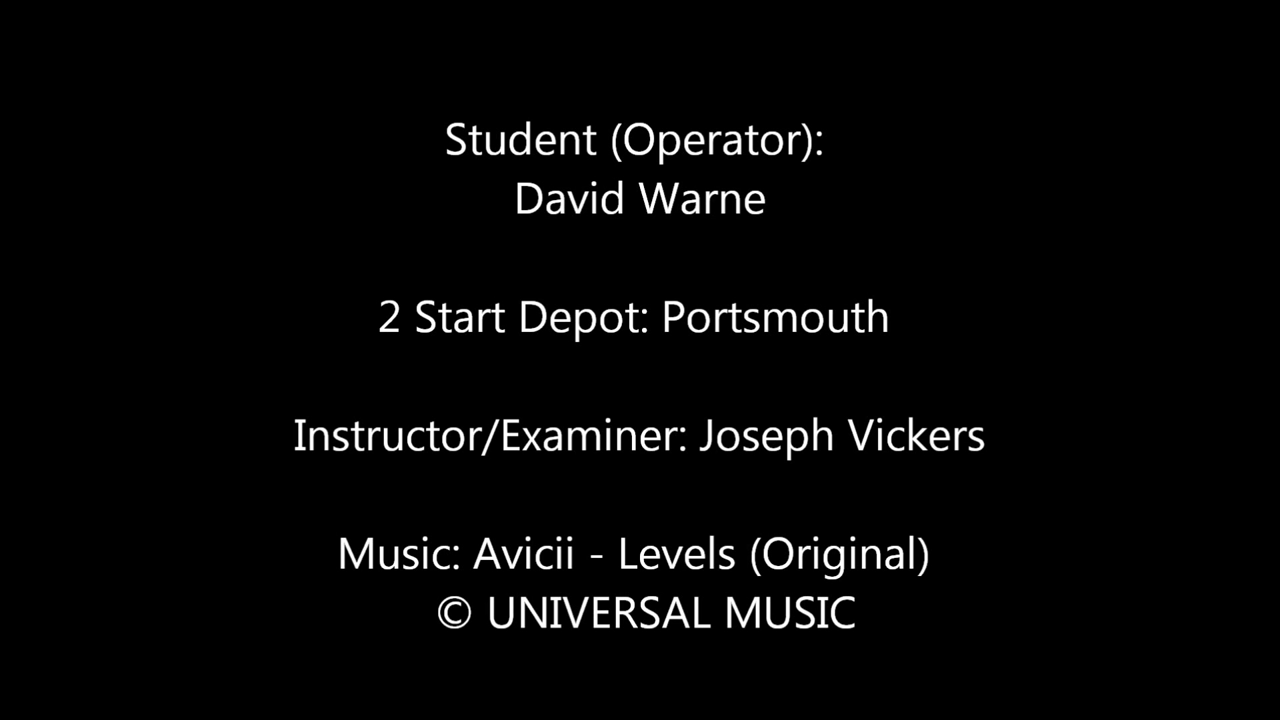 Student (Operator):
David Warne
2 Start Depot: Portsmouth
Instructor/Examiner: Joseph Vickers
Music: Avicii - Levels (Original)
© UNIVERSAL MUSIC